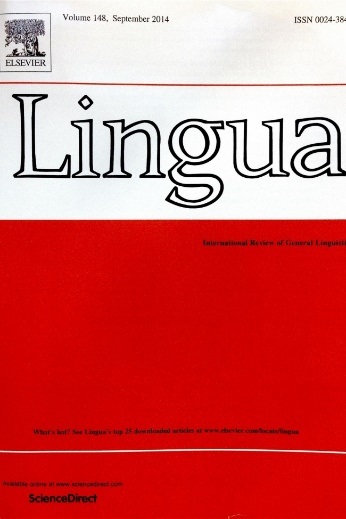 Volume 148, September 2014
ISSN 0024-384
ELSEVIER
Lingua
International Review of General Linguisti
What's hot? See Lingua's top 25 downloaded articles at www.elsevier.com/locate/lingua.
Available online at www.sciencedirect.com
ScienceDirect